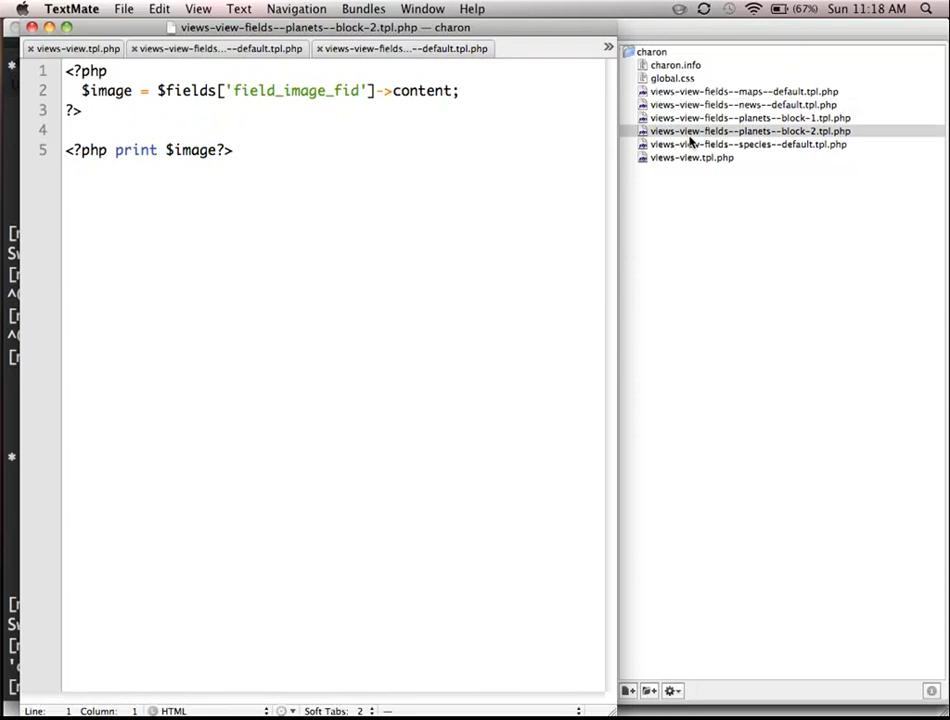 TextMate File Edit View Text Navigation Bundles Window Help (67%) Sun 11:18 AM
views-view-fields--planets--block-2.tpl.php — charon
views-view.tpl.php views-view-fields...--default.tpl.php views-view-fields...--default.tpl.php »
1 <?php
2 $image = $fields['field_image_fid']->content;
3 ?>
4
5 <?php print $image?>
charon
charon.info
global.css
views-view-fields--maps--default.tpl.php
views-view-fields--news--default.tpl.php
views-view-fields--planets--block-1.tpl.php
views-view-fields--planets--block-2.tpl.php
views-view-fields--species--default.tpl.php
views-view.tpl.php
Line: 1 Column: 1 HTML Soft Tabs: 2 —